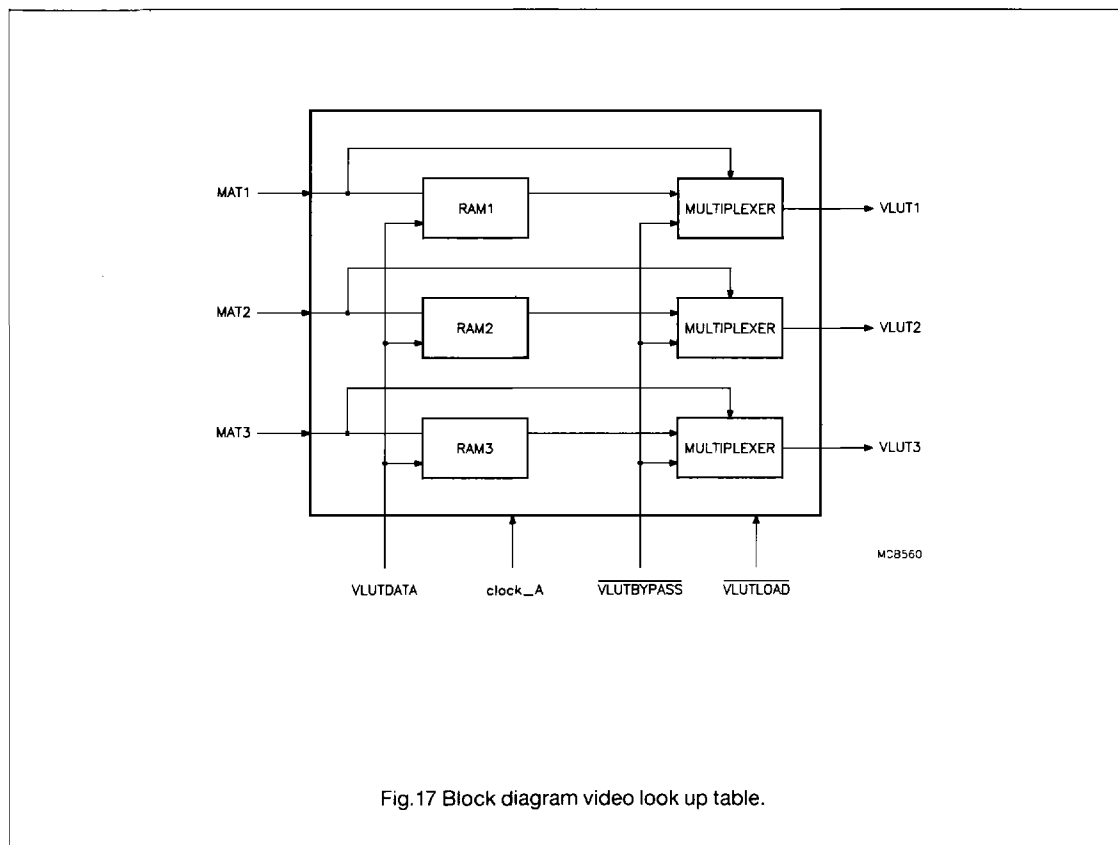 MAT1
RAM1
MULTIPLEXER
VLUT1
MAT2
RAM2
MULTIPLEXER
VLUT2
MAT3
RAM3
MULTIPLEXER
VLUT3
MC8560
VLUTDATA
clock_A
VLUTBYPASS
VLUTLOAD
Fig.17 Block diagram video look up table.